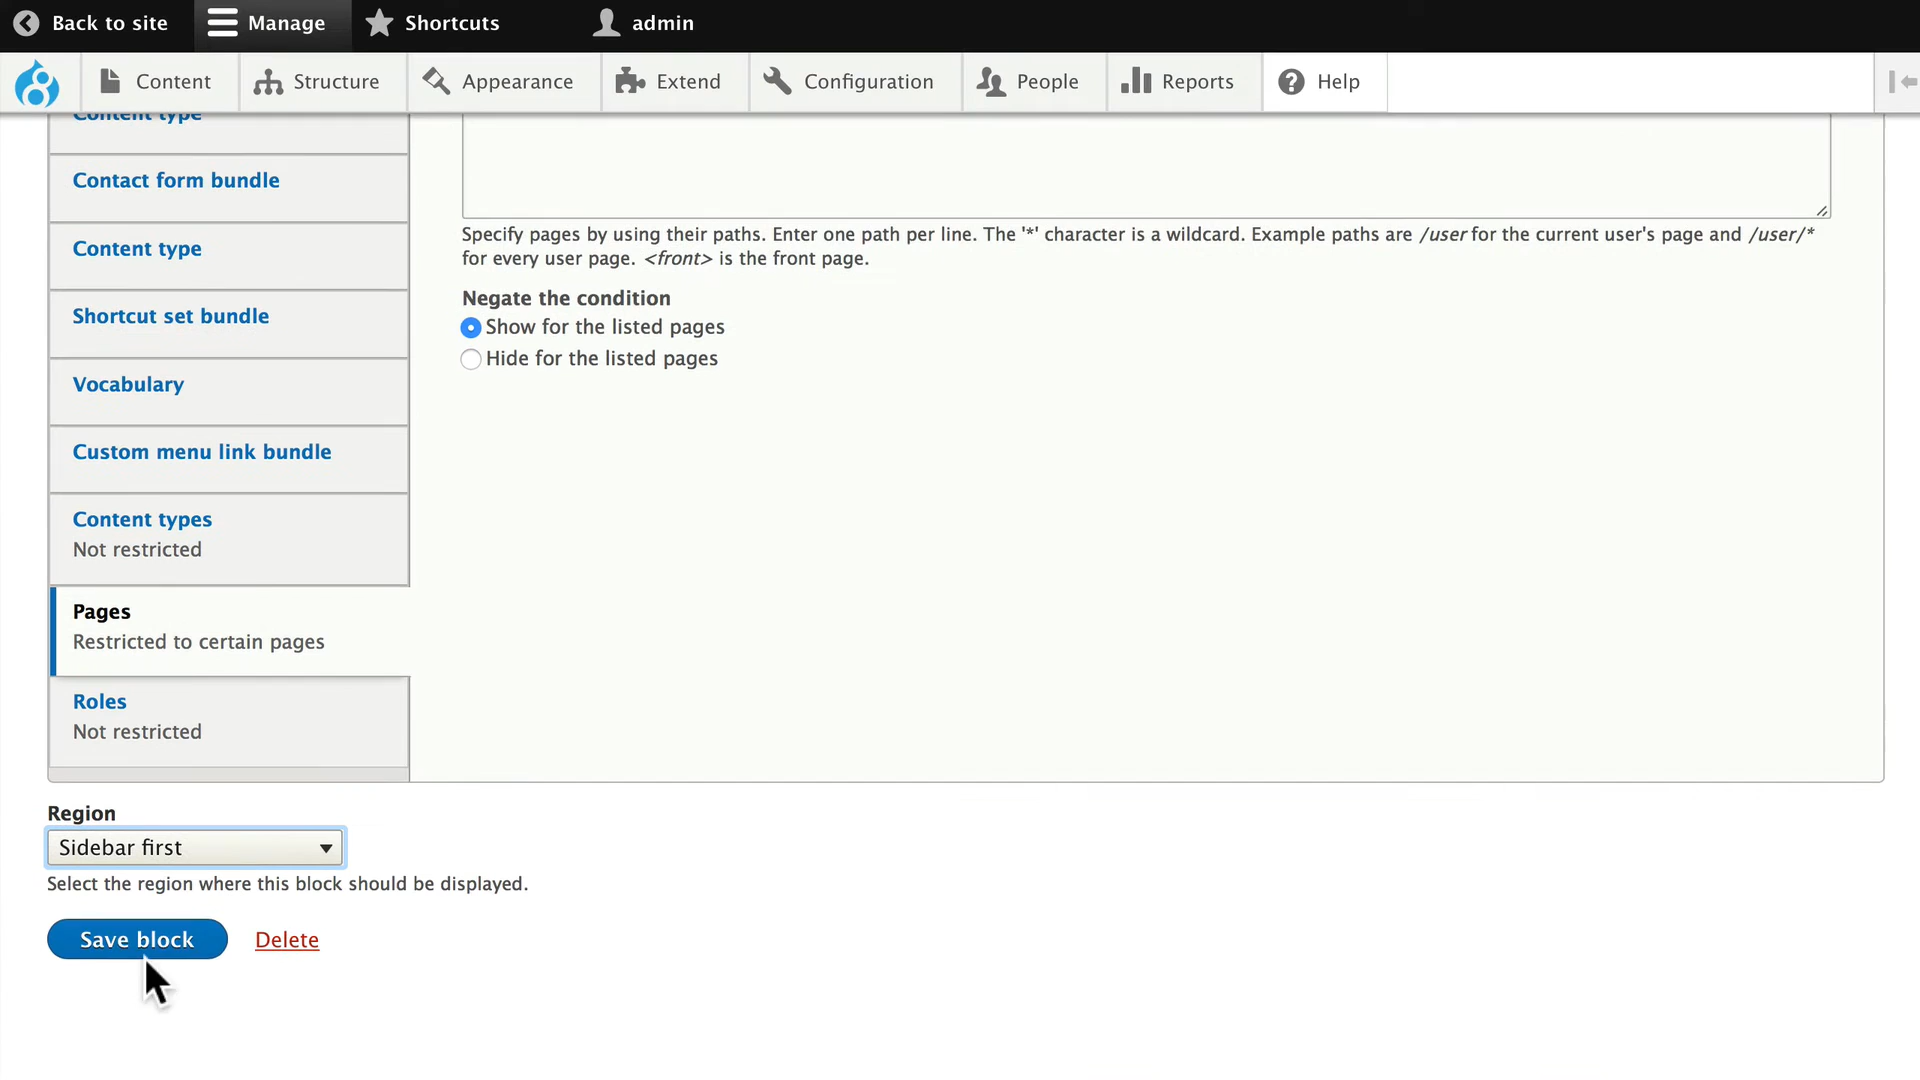 Back to site
Manage
Shortcuts
admin
Content
Structure
Appearance
Extend
Configuration
People
Reports
Help
Content type
Contact form bundle
Content type
Shortcut set bundle
Vocabulary
Custom menu link bundle
Content types
Not restricted
Pages
Restricted to certain pages
Roles
Not restricted
Specify pages by using their paths. Enter one path per line. The '*' character is a wildcard. Example paths are /user for the current user's page and /user/*
for every user page. <front> is the front page.
Negate the condition
Show for the listed pages
Hide for the listed pages
Region
Sidebar first
Select the region where this block should be displayed.
Save block
Delete